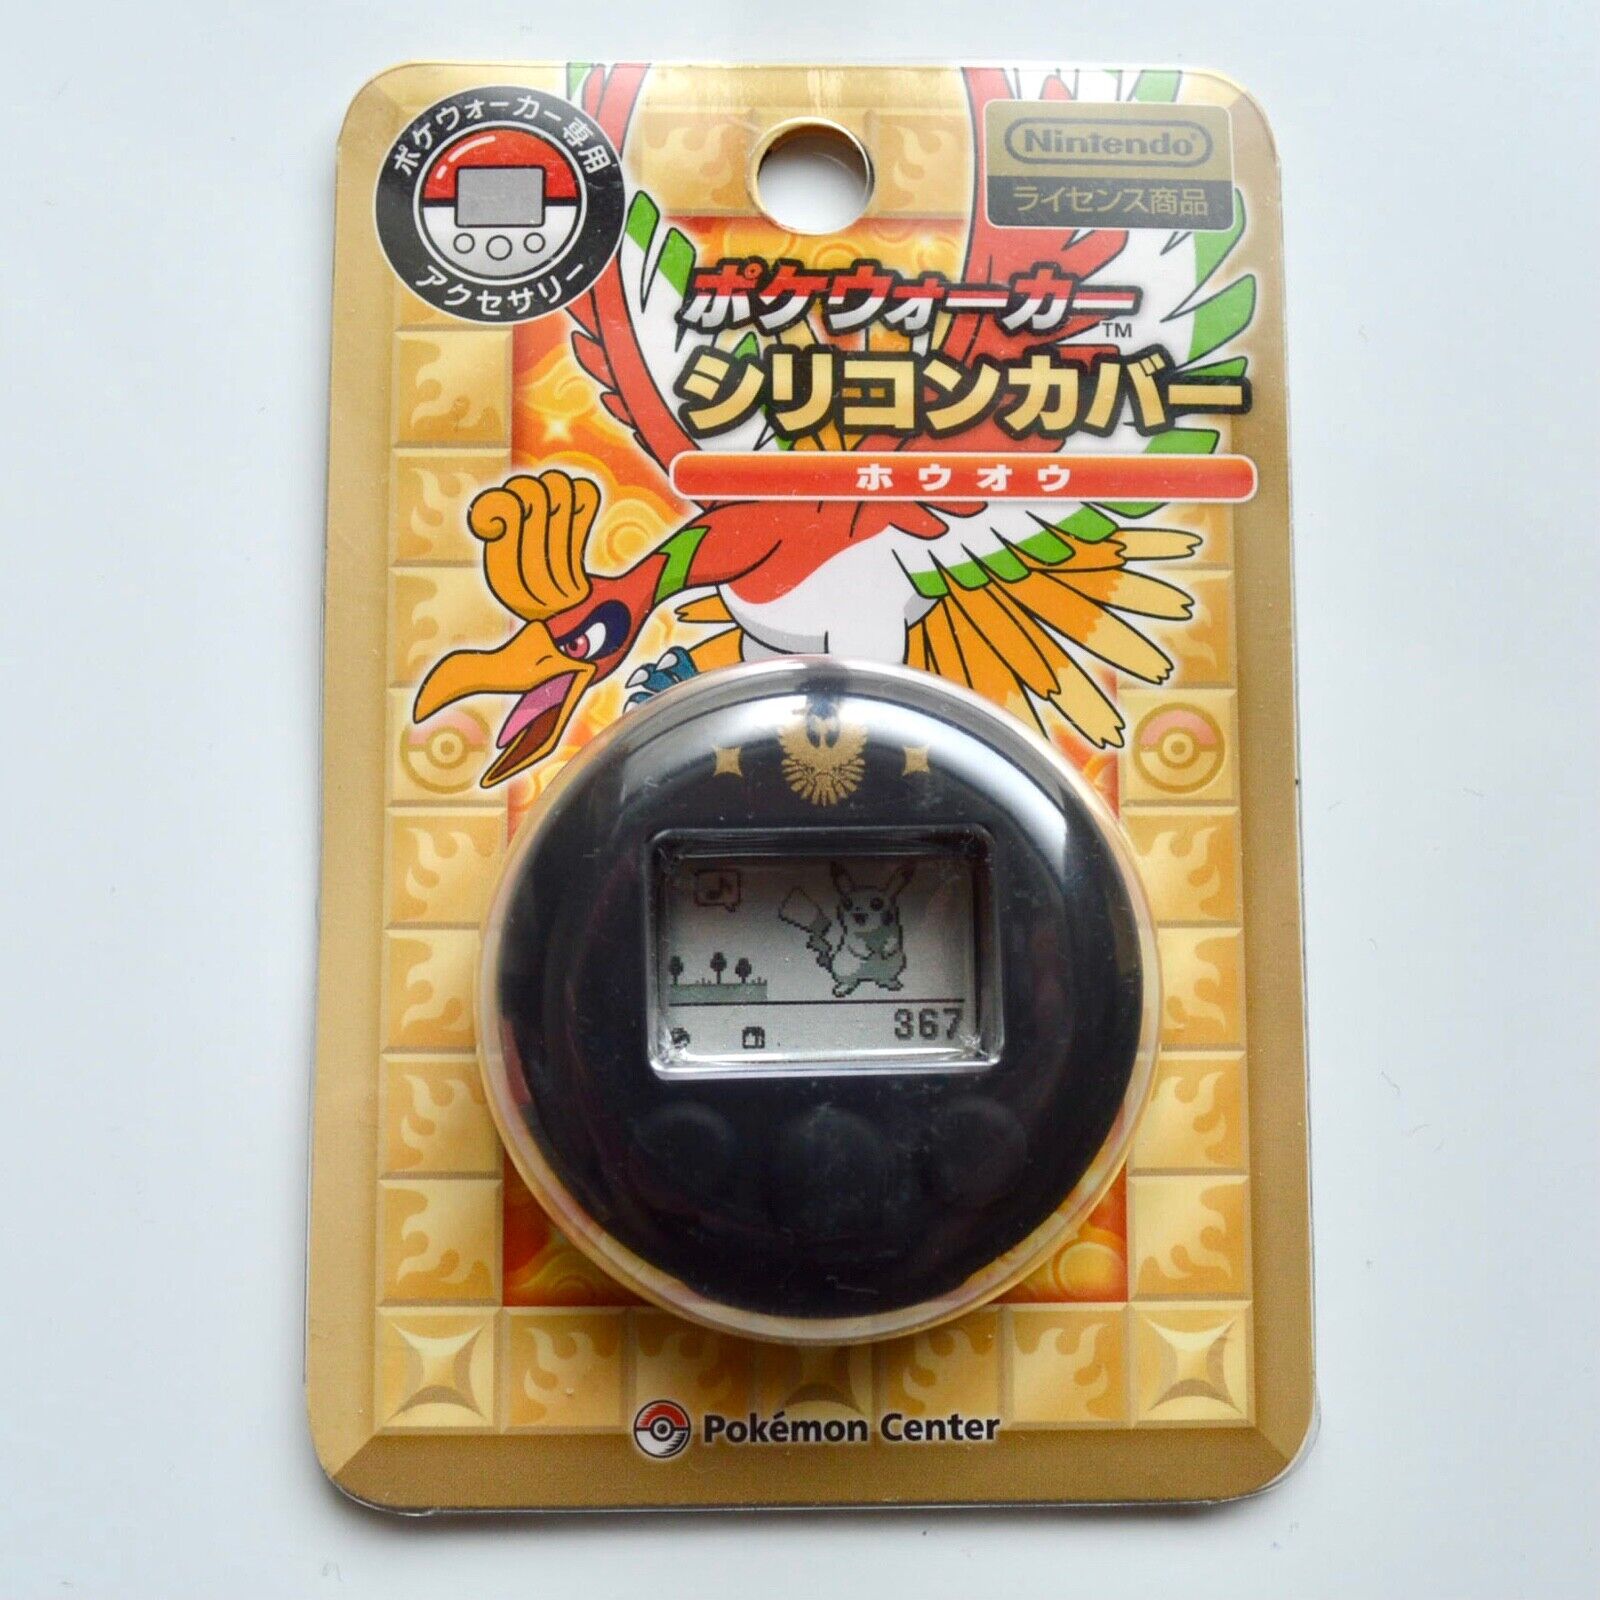 ポケウォーカー専用
アクセサリー
Nintendo
ライセンス商品
ポケウォーカー™
シリコンカバー
ホウオウ
367
Pokémon Center